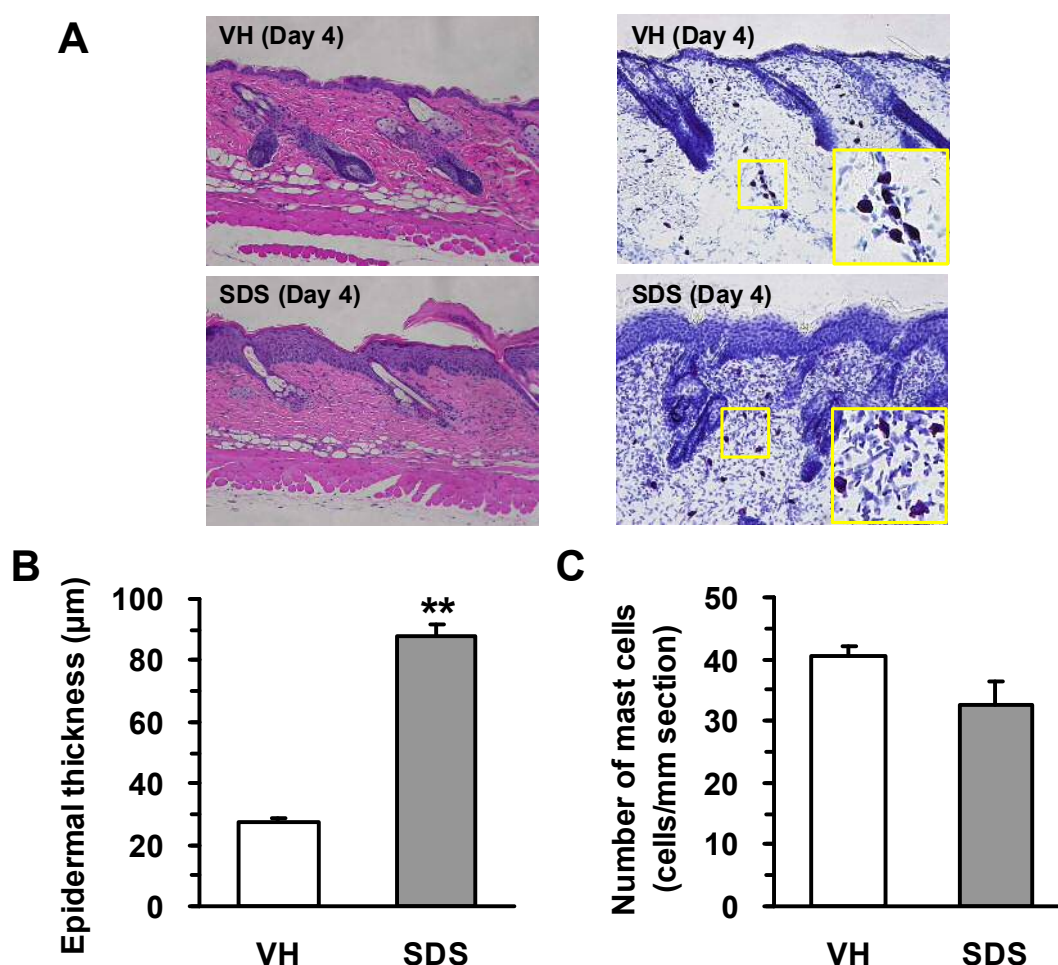 A
VH (Day 4)
VH (Day 4)
SDS (Day 4)
SDS (Day 4)
B
Epidermal thickness (µm)
100
80
60
40
20
0
**
VH
SDS
C
Number of mast cells
(cells/mm section)
50
40
30
20
10
0
VH
SDS